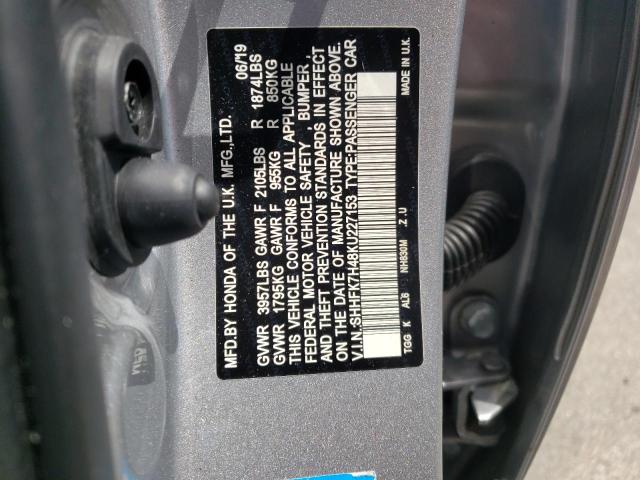 MFD.BY HONDA OF THE U.K. MFG.,LTD. 06/19
GVWR 3957LBS GAWR F 2105LBS R 1874LBS
GVWR 1795KG GAWR F 955KG R 850KG
THIS VEHICLE CONFORMS TO ALL APPLICABLE
FEDERAL MOTOR VEHICLE SAFETY , BUMPER ,
AND THEFT PREVENTION STANDARDS IN EFFECT
ON THE DATE OF MANUFACTURE SHOWN ABOVE.
V.I.N.:SHHFK7H48KU227153 TYPE:PASSENGER CAR
TGG K AL6 NH830M .Z .U MADE IN U.K.